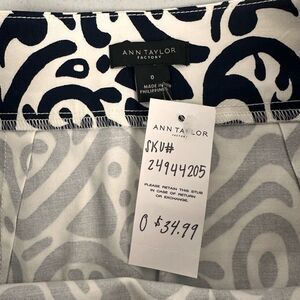 ANN TAYLOR
FACTORY
0
MADE IN
PHILIPPINES
ANN TAYLOR
FACTORY
SKU#
24944205
PLEASE RETAIN THIS STUB
IN CASE OF RETURN
OR EXCHANGE.
0 $34.99